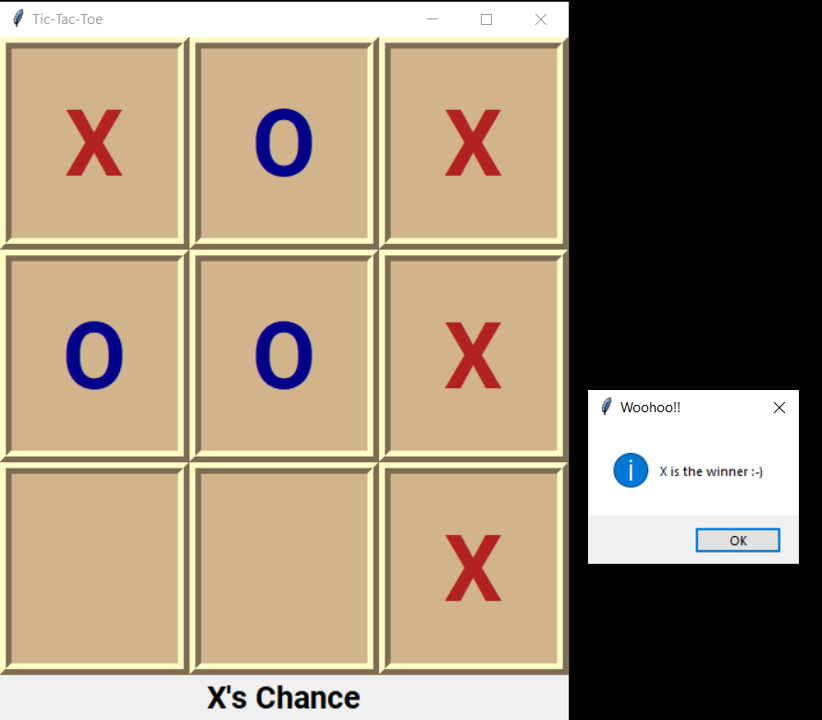 Tic-Tac-Toe
X O X
O O X
X
X's Chance
Woohoo!!
X is the winner :-)
OK